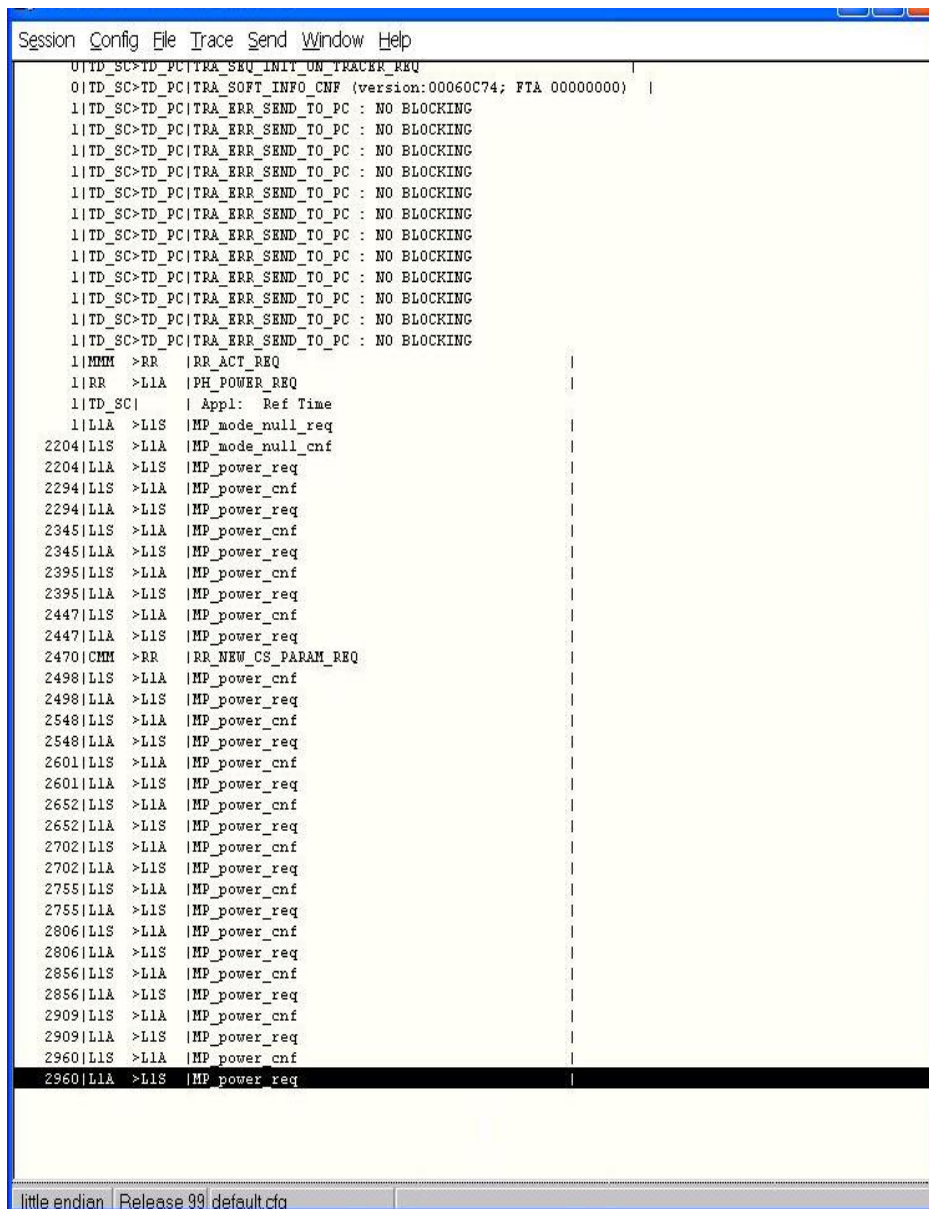 Session Config File Trace Send Window Help
0|TD_SC>TD_PC|TRA_SEQ_INIT_ON_TRACER_REQ |
0|TD_SC>TD_PC|TRA_SOFT_INFO_CNF (version:00060C74; FTA 00000000) |
1|TD_SC>TD_PC|TRA_ERR_SEND_TO_PC : NO BLOCKING
1|TD_SC>TD_PC|TRA_ERR_SEND_TO_PC : NO BLOCKING
1|TD_SC>TD_PC|TRA_ERR_SEND_TO_PC : NO BLOCKING
1|TD_SC>TD_PC|TRA_ERR_SEND_TO_PC : NO BLOCKING
1|TD_SC>TD_PC|TRA_ERR_SEND_TO_PC : NO BLOCKING
1|TD_SC>TD_PC|TRA_ERR_SEND_TO_PC : NO BLOCKING
1|TD_SC>TD_PC|TRA_ERR_SEND_TO_PC : NO BLOCKING
1|TD_SC>TD_PC|TRA_ERR_SEND_TO_PC : NO BLOCKING
1|TD_SC>TD_PC|TRA_ERR_SEND_TO_PC : NO BLOCKING
1|TD_SC>TD_PC|TRA_ERR_SEND_TO_PC : NO BLOCKING
1|TD_SC>TD_PC|TRA_ERR_SEND_TO_PC : NO BLOCKING
1|TD_SC>TD_PC|TRA_ERR_SEND_TO_PC : NO BLOCKING
1|MMM >RR |RR_ACT_REQ |
1|RR >L1A |PH_POWER_REQ |
1|TD_SC| | Appl: Ref Time
1|L1A >L1S |MP_mode_null_req |
2204|L1S >L1A |MP_mode_null_cnf |
2204|L1A >L1S |MP_power_req |
2294|L1S >L1A |MP_power_cnf |
2294|L1A >L1S |MP_power_req |
2345|L1S >L1A |MP_power_cnf |
2345|L1A >L1S |MP_power_req |
2395|L1S >L1A |MP_power_cnf |
2395|L1A >L1S |MP_power_req |
2447|L1S >L1A |MP_power_cnf |
2447|L1A >L1S |MP_power_req |
2470|CMM >RR |RR_NEW_CS_PARAM_REQ |
2498|L1S >L1A |MP_power_cnf |
2498|L1A >L1S |MP_power_req |
2548|L1S >L1A |MP_power_cnf |
2548|L1A >L1S |MP_power_req |
2601|L1S >L1A |MP_power_cnf |
2601|L1A >L1S |MP_power_req |
2652|L1S >L1A |MP_power_cnf |
2652|L1A >L1S |MP_power_req |
2702|L1S >L1A |MP_power_cnf |
2702|L1A >L1S |MP_power_req |
2755|L1S >L1A |MP_power_cnf |
2755|L1A >L1S |MP_power_req |
2806|L1S >L1A |MP_power_cnf |
2806|L1A >L1S |MP_power_req |
2856|L1S >L1A |MP_power_cnf |
2856|L1A >L1S |MP_power_req |
2909|L1S >L1A |MP_power_cnf |
2909|L1A >L1S |MP_power_req |
2960|L1S >L1A |MP_power_cnf |
2960|L1A >L1S |MP_power_req |
little endian Release 99 default.cfg